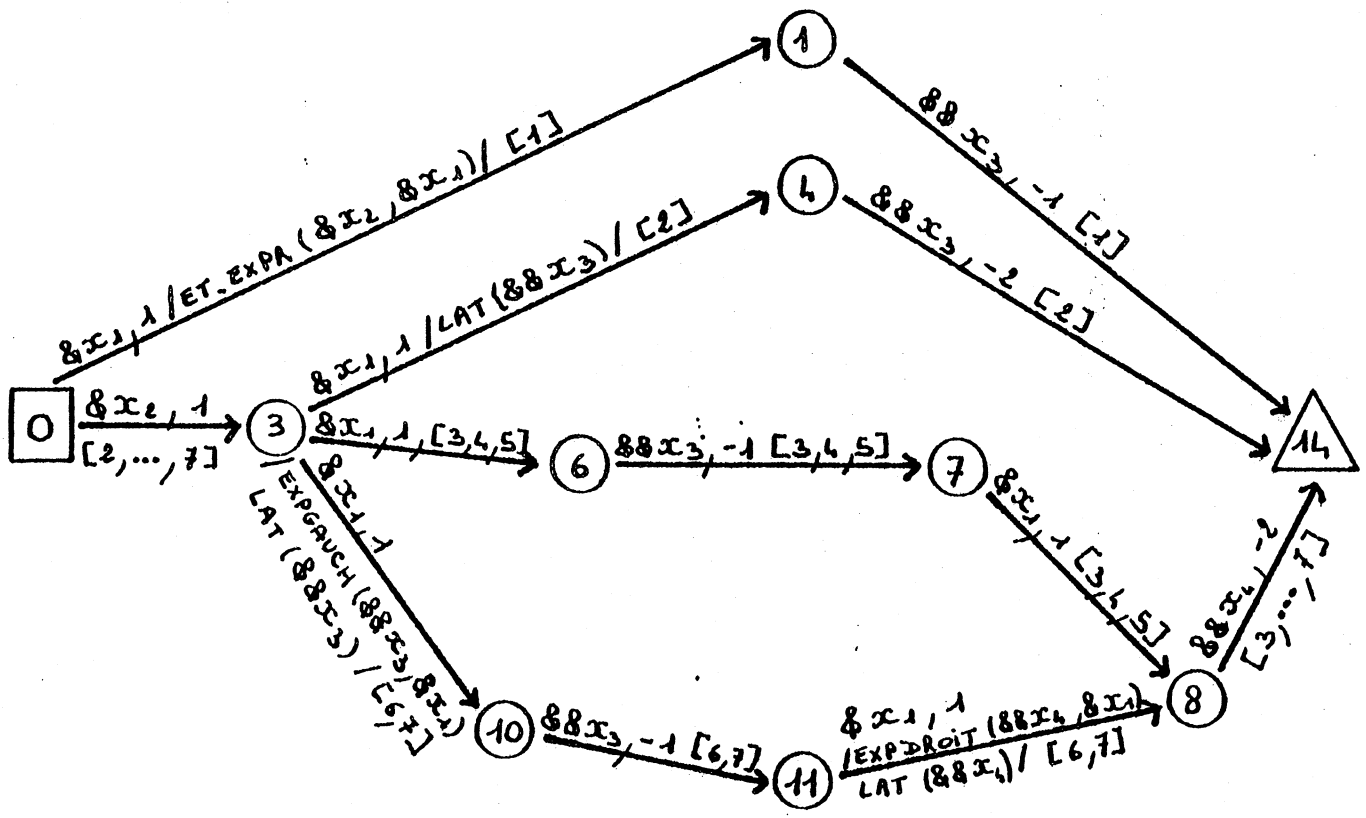 1
&&x₃, -1 [1]
&x₁, 1 /ET_EXPR (&x₂, &x₁)/ [1]
4
&&x₃, -2 [2]
&x₁, 1 /LAT(&&x₃)/ [2]
0
&x₂, 1
[2,...,7]
3
&x₁, 1, [3,4,5]
6
&&x₃, -1 [3,4,5]
7
14
&x₁, 1
/EXPGAUCH (&&x₃, &x₁)
LAT (&&x₃)/ [6,7]
&x₁, 1 [3,4,5]
&&x₄, -2
[3,...,7]
8
10
&&x₃, -1 [6,7]
11
&x₁, 1
/EXPDROIT (&&x₄, &x₁)
LAT (&&x₄)/ [6,7]